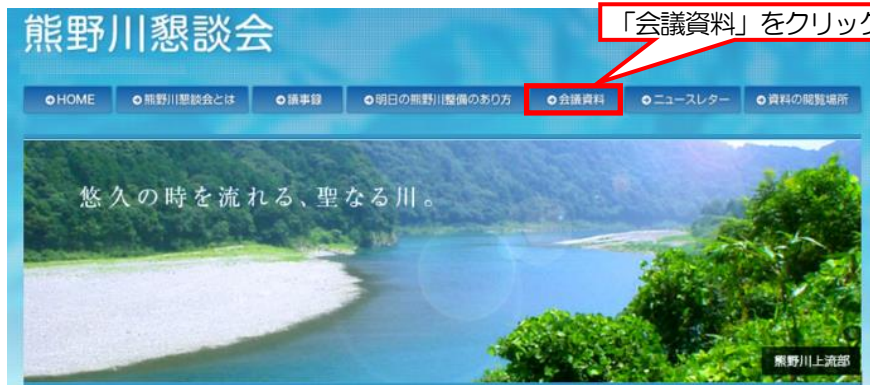 熊野川懇談会
「会議資料」をクリック
HOME 熊野川懇談会とは 議事録 明日の熊野川整備のあり方 会議資料 ニュースレター 資料の閲覧場所
悠久の時を流れる、聖なる川。
熊野川上流部